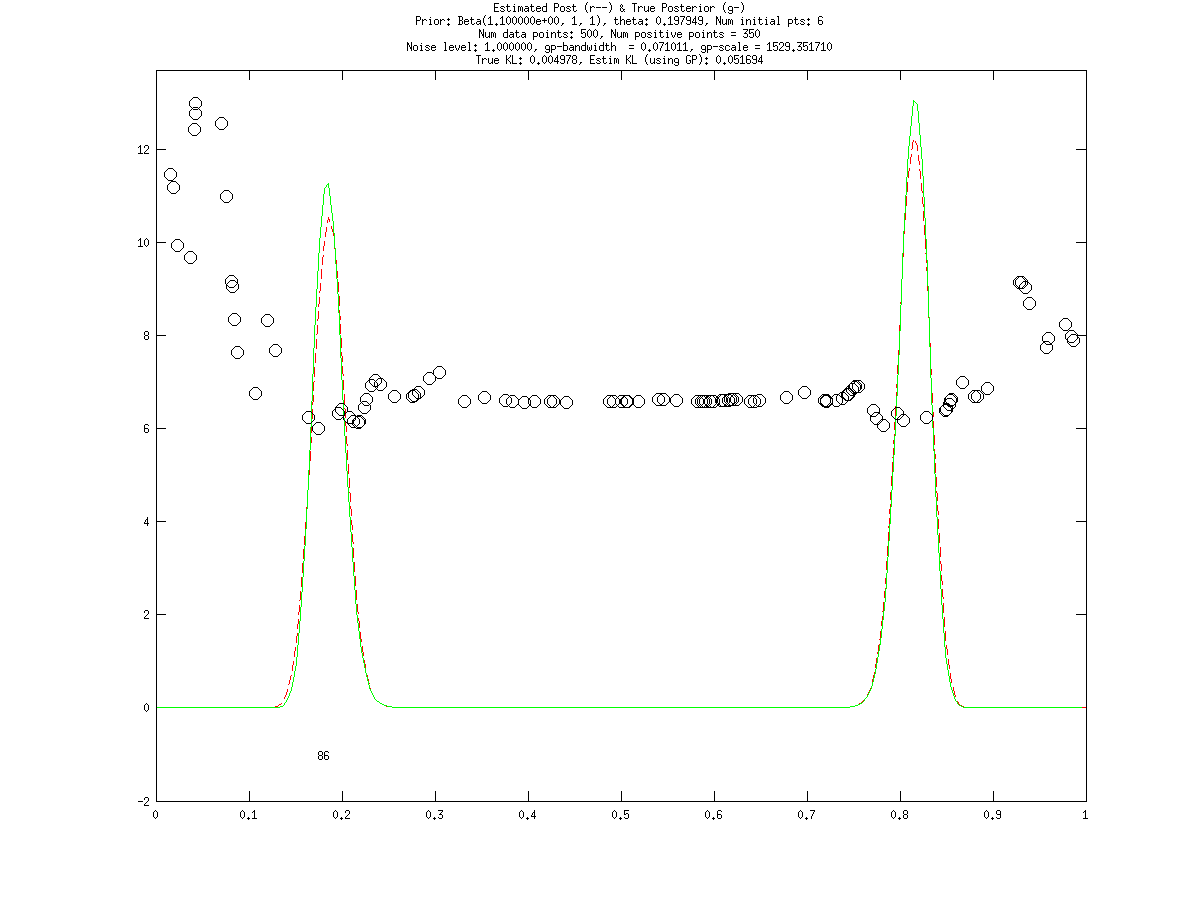 Estimated Post (r--) & True Posterior (g-)
Prior: Beta(1.100000e+00, 1, 1), theta: 0.197949, Num initial pts: 6
Num data points: 500, Num positive points = 350
Noise level: 1.000000, gp-bandwidth  = 0.071011, gp-scale = 1529.351710
True KL: 0.004978, Estim KL (using GP): 0.051694
12
10
8
6
4
2
0
86
-2
0 0.1 0.2 0.3 0.4 0.5 0.6 0.7 0.8 0.9 1